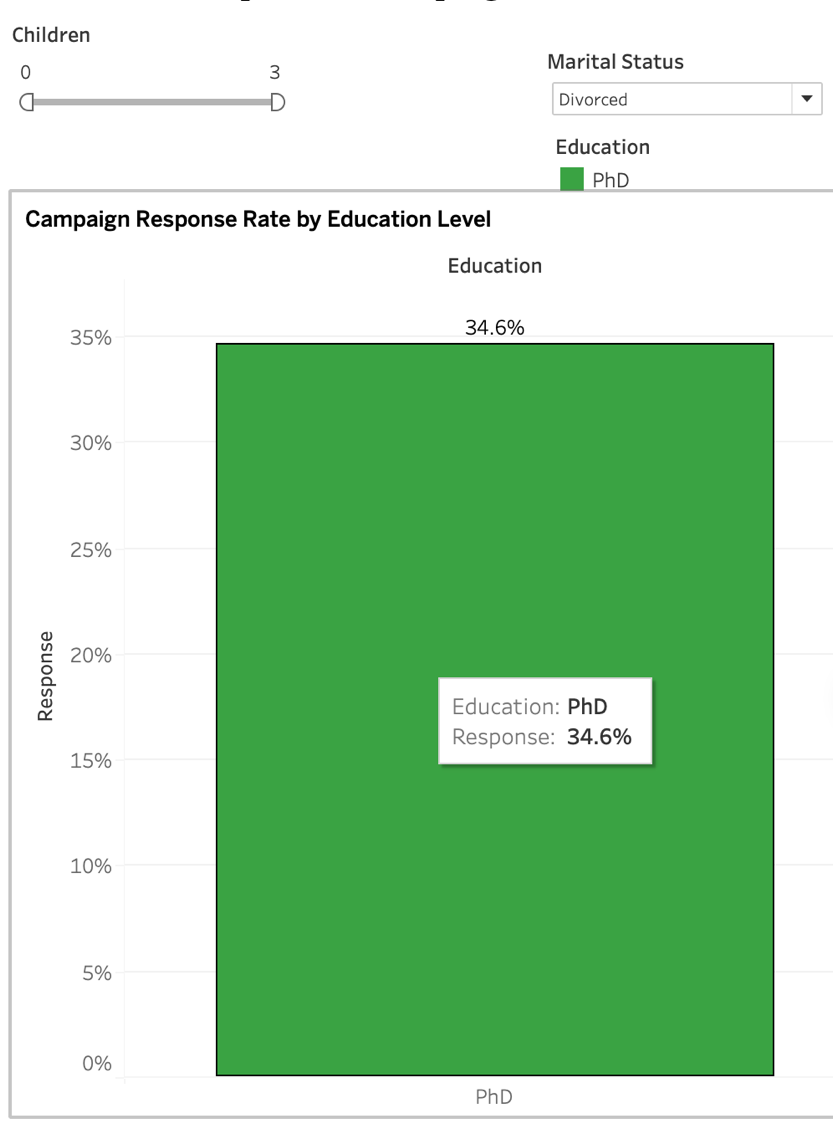 Children
0 3
Marital Status
Divorced
Education
PhD
Campaign Response Rate by Education Level
Education
34.6%
35%
30%
25%
20%
15%
10%
5%
0%
Response
Education: PhD
Response: 34.6%
PhD